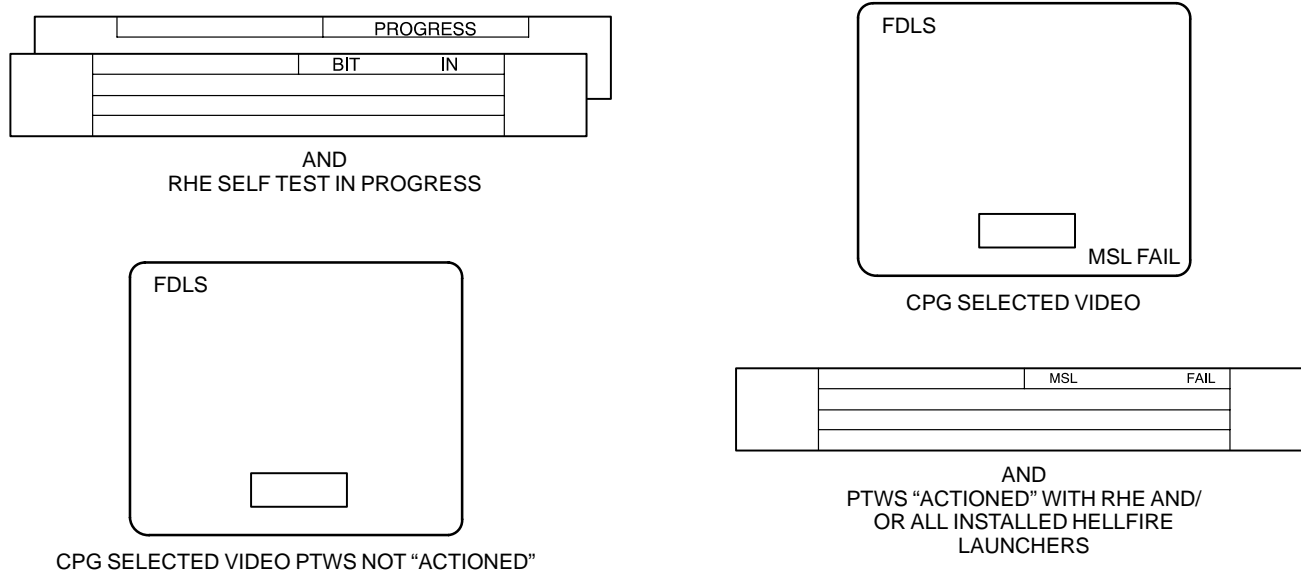 PROGRESS
BIT IN
AND
RHE SELF TEST IN PROGRESS
FDLS
CPG SELECTED VIDEO PTWS NOT “ACTIONED”
FDLS
MSL FAIL
CPG SELECTED VIDEO
MSL FAIL
AND
PTWS “ACTIONED” WITH RHE AND/
OR ALL INSTALLED HELLFIRE
LAUNCHERS